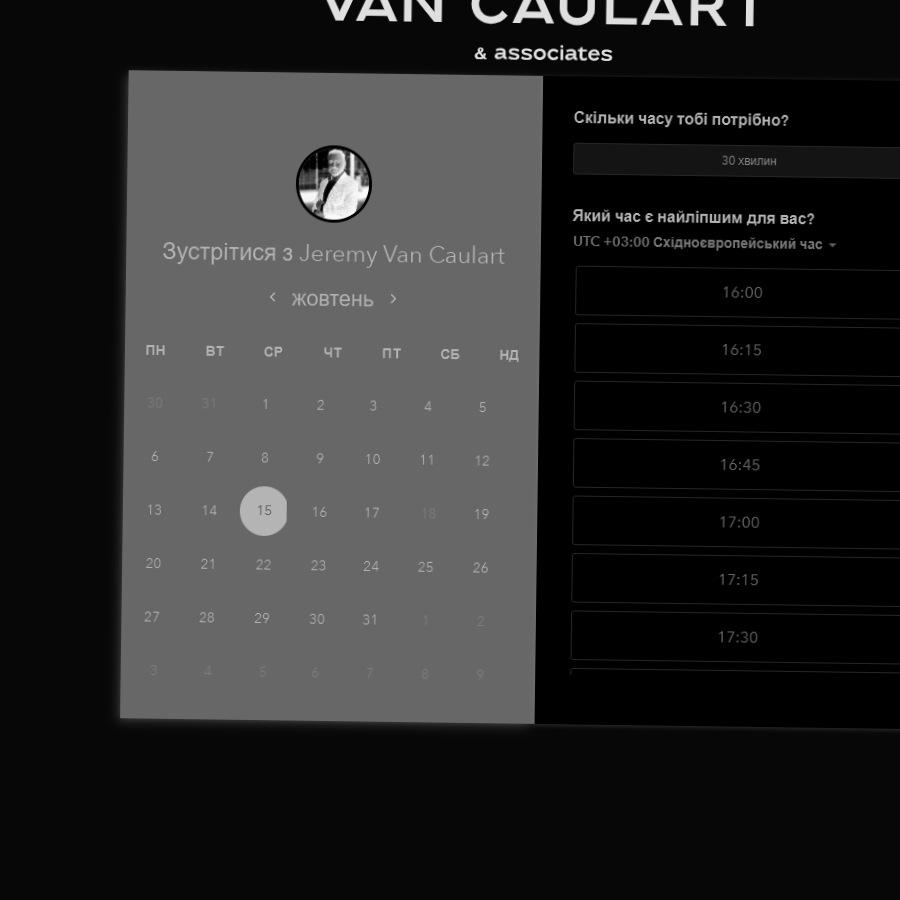 VAN CAULART
& associates
Зустрітися з Jeremy Van Caulart
жовтень
ПН ВТ СР ЧТ ПТ СБ НД
30 31 1 2 3 4 5
6 7 8 9 10 11 12
13 14 15 16 17 18 19
20 21 22 23 24 25 26
27 28 29 30 31 1 2
3 4 5 6 7 8 9
Скільки часу тобі потрібно?
30 хвилин
Який час є найліпшим для вас?
UTC +03:00 Східноєвропейський час
16:00
16:15
16:30
16:45
17:00
17:15
17:30